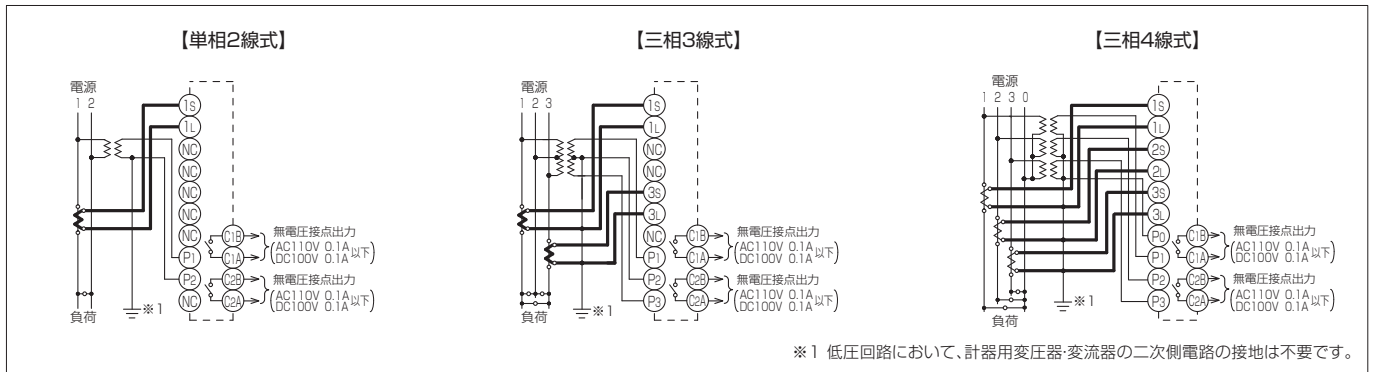 【単相2線式】
電源
1 2
1S
1L
NC
NC
NC
NC
NC
P1
P2
NC
C1B
C1A
C2B
C2A
無電圧接点出力
(AC110V 0.1A DC100V 0.1A 以下)
無電圧接点出力
(AC110V 0.1A DC100V 0.1A 以下)
※1
負荷
【三相3線式】
電源
1 2 3
1S
1L
NC
NC
3S
3L
NC
P1
P2
P3
C1B
C1A
C2B
C2A
無電圧接点出力
(AC110V 0.1A DC100V 0.1A 以下)
無電圧接点出力
(AC110V 0.1A DC100V 0.1A 以下)
※1
負荷
【三相4線式】
電源
1 2 3 0
1S
1L
2S
2L
3S
3L
P0
P1
P2
P3
C1B
C1A
C2B
C2A
無電圧接点出力
(AC110V 0.1A DC100V 0.1A 以下)
無電圧接点出力
(AC110V 0.1A DC100V 0.1A 以下)
※1
負荷
※1 低圧回路において、計器用変圧器・変流器の二次側電路の接地は不要です。